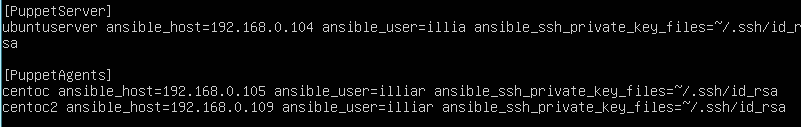 [PuppetServer]
ubuntuserver ansible_host=192.168.0.104 ansible_user=illia ansible_ssh_private_key_files=~/.ssh/id_r
sa
[PuppetAgents]
centoc ansible_host=192.168.0.105 ansible_user=illiar ansible_ssh_private_key_files=~/.ssh/id_rsa
centoc2 ansible_host=192.168.0.109 ansible_user=illiar ansible_ssh_private_key_files=~/.ssh/id_rsa